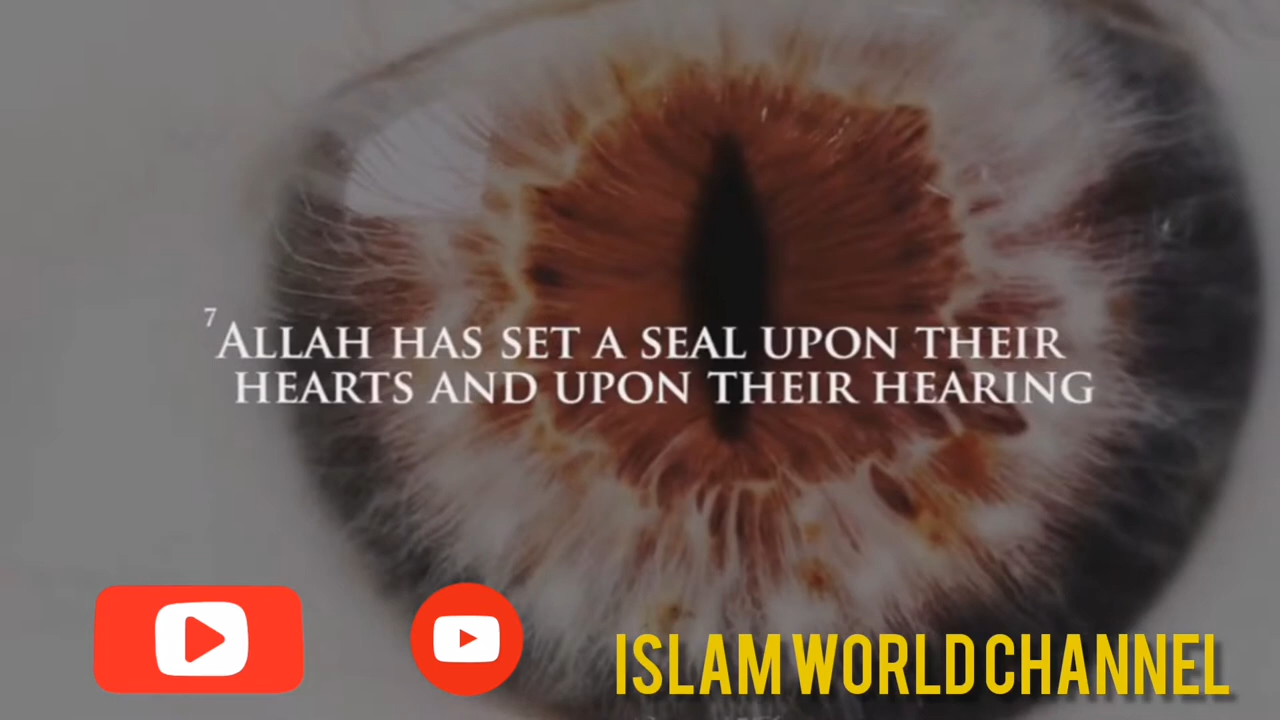 7 ALLAH HAS SET A SEAL UPON THEIR
HEARTS AND UPON THEIR HEARING
ISLAM WORLD CHANNEL